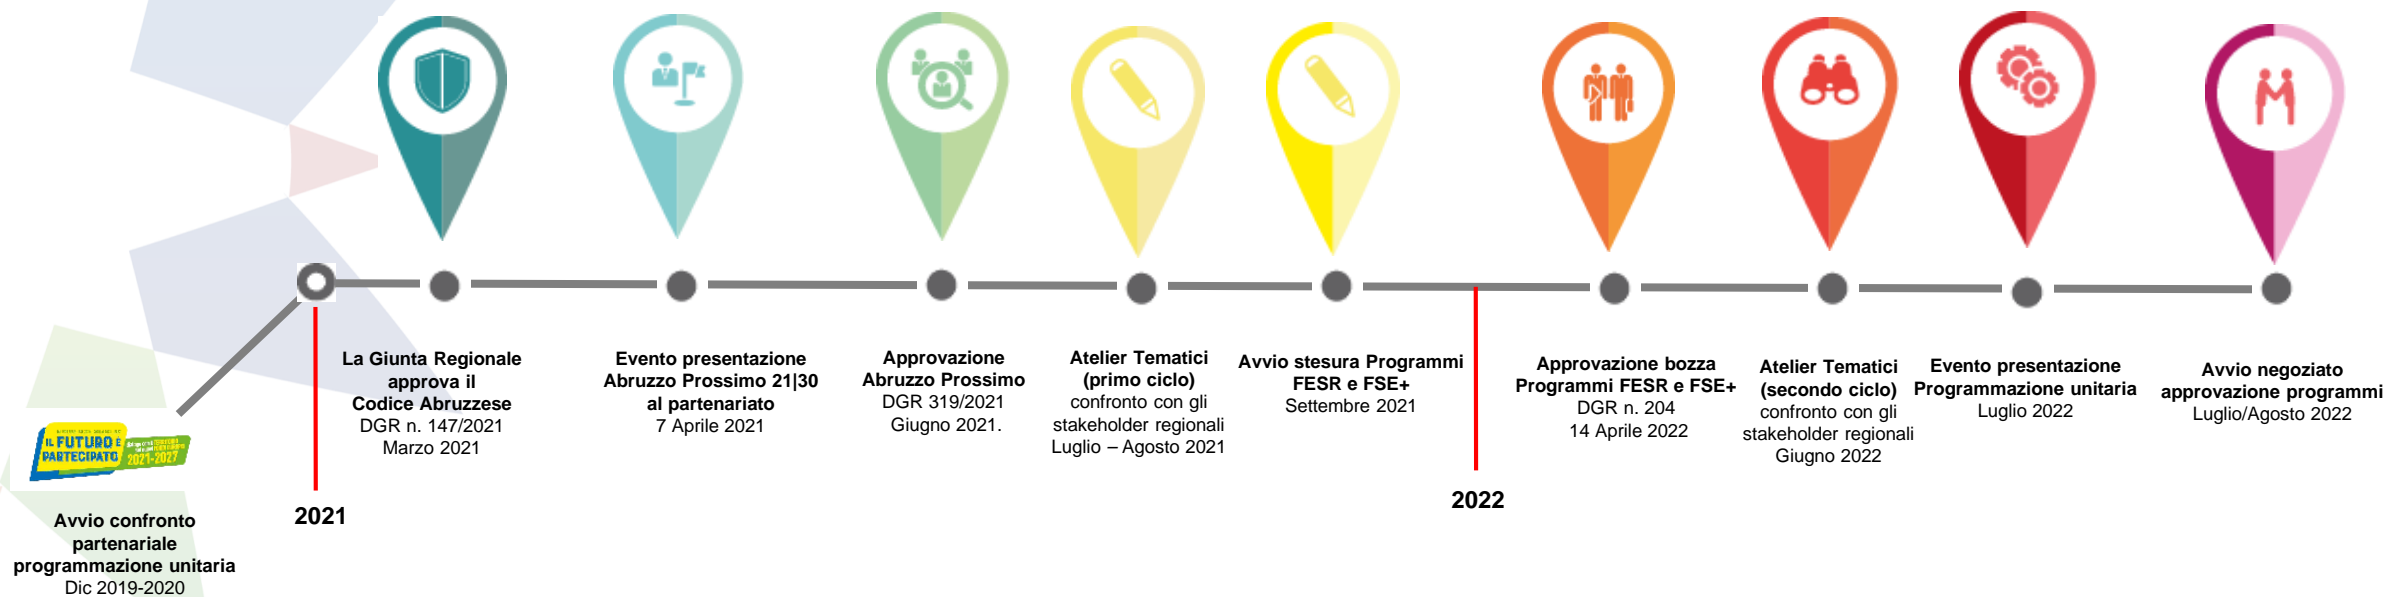 La Giunta Regionale
approva il
Codice Abruzzese
DGR n. 147/2021
Marzo 2021
Evento presentazione
Abruzzo Prossimo 21|30
al partenariato
7 Aprile 2021
Approvazione
Abruzzo Prossimo
DGR 319/2021
Giugno 2021.
Atelier Tematici
(primo ciclo)
confronto con gli
stakeholder regionali
Luglio – Agosto 2021
Avvio stesura Programmi
FESR e FSE+
Settembre 2021
Approvazione bozza
Programmi FESR e FSE+
DGR n. 204
14 Aprile 2022
Atelier Tematici
(secondo ciclo)
confronto con gli
stakeholder regionali
Giugno 2022
Evento presentazione
Programmazione unitaria
Luglio 2022
Avvio negoziato
approvazione programmi
Luglio/Agosto 2022
IL FUTURO È
PARTECIPATO
2021-2027
2021
2022
Avvio confronto
partenariale
programmazione unitaria
Dic 2019-2020